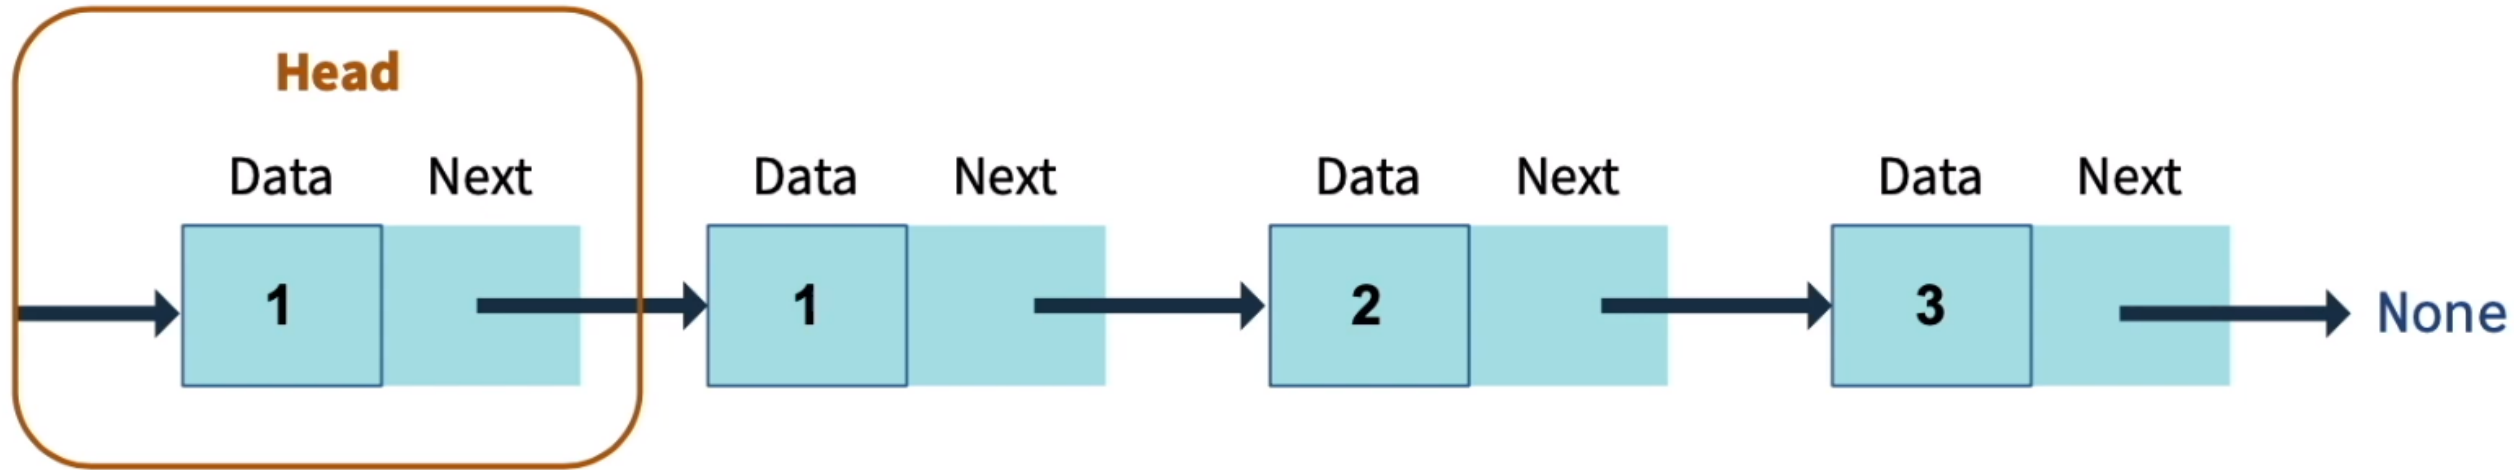 Head
Data Next Data Next Data Next Data Next
1 1 2 3 None